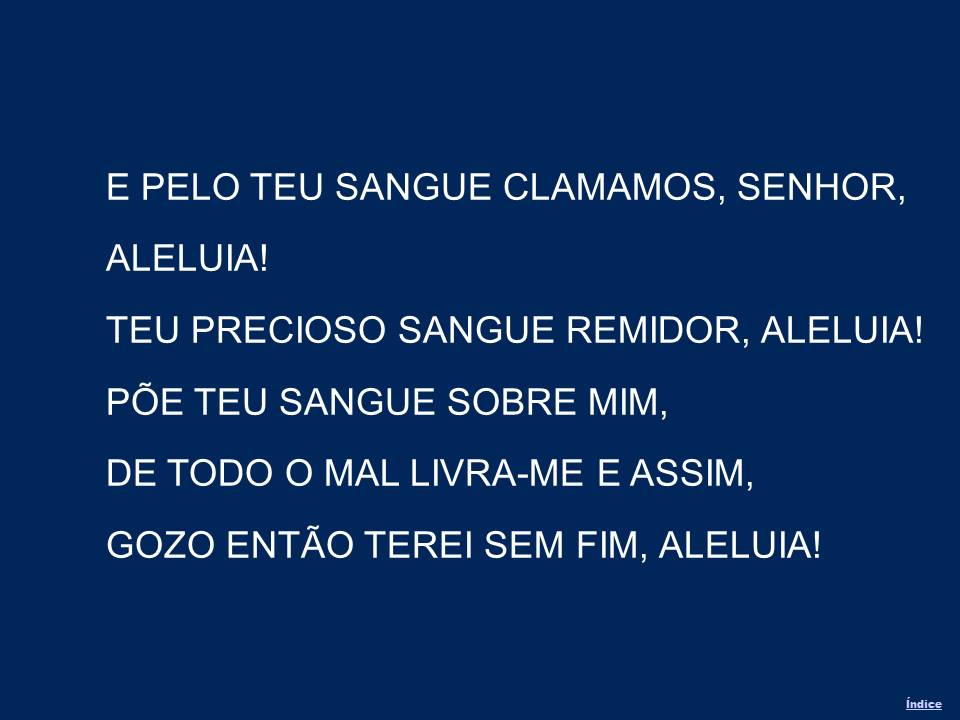 E PELO TEU SANGUE CLAMAMOS, SENHOR,
ALELUIA!
TEU PRECIOSO SANGUE REMIDOR, ALELUIA!
PÕE TEU SANGUE SOBRE MIM,
DE TODO O MAL LIVRA-ME E ASSIM,
GOZO ENTÃO TEREI SEM FIM, ALELUIA!
Índice